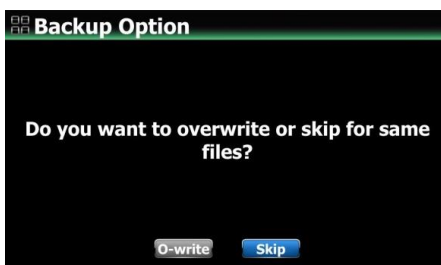 Backup Option
Do you want to overwrite or skip for same
files?
O-write
Skip